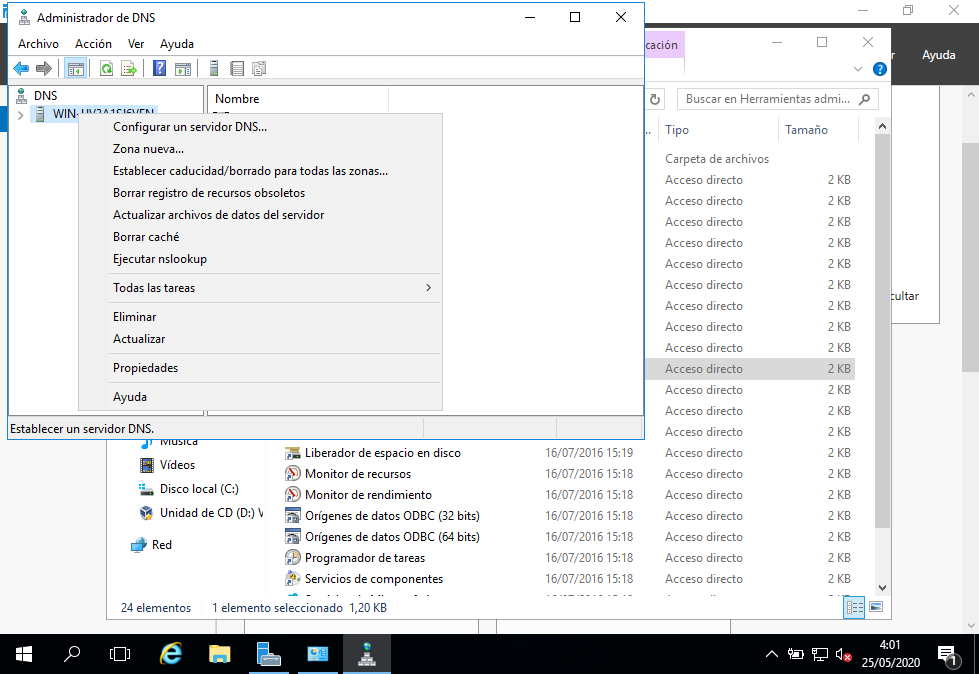 Administrador de DNS
Archivo Acción Ver Ayuda
DNS
Nombre
Configurar un servidor DNS...
Zona nueva...
Establecer caducidad/borrado para todas las zonas...
Borrar registro de recursos obsoletos
Actualizar archivos de datos del servidor
Borrar caché
Ejecutar nslookup
Todas las tareas
Eliminar
Actualizar
Propiedades
Ayuda
Establecer un servidor DNS.
cación
Ayuda
Buscar en Herramientas admi...
Tipo Tamaño
Carpeta de archivos
Acceso directo 2 KB
Acceso directo 2 KB
Acceso directo 2 KB
Acceso directo 2 KB
Acceso directo 2 KB
Acceso directo 2 KB
Acceso directo 2 KB
Acceso directo 2 KB
Acceso directo 2 KB
Acceso directo 2 KB
Acceso directo 2 KB
Acceso directo 2 KB
Acceso directo 2 KB
cultar
Música
Vídeos
Disco local (C:)
Unidad de CD (D:) V
Red
Liberador de espacio en disco 16/07/2016 15:19 Acceso directo 2 KB
Monitor de recursos 16/07/2016 15:18 Acceso directo 2 KB
Monitor de rendimiento 16/07/2016 15:18 Acceso directo 2 KB
Orígenes de datos ODBC (32 bits) 16/07/2016 15:18 Acceso directo 2 KB
Orígenes de datos ODBC (64 bits) 16/07/2016 15:18 Acceso directo 2 KB
Programador de tareas 16/07/2016 15:18 Acceso directo 2 KB
Servicios de componentes 16/07/2016 15:18 Acceso directo 2 KB
24 elementos 1 elemento seleccionado 1,20 KB
4:01
25/05/2020
1